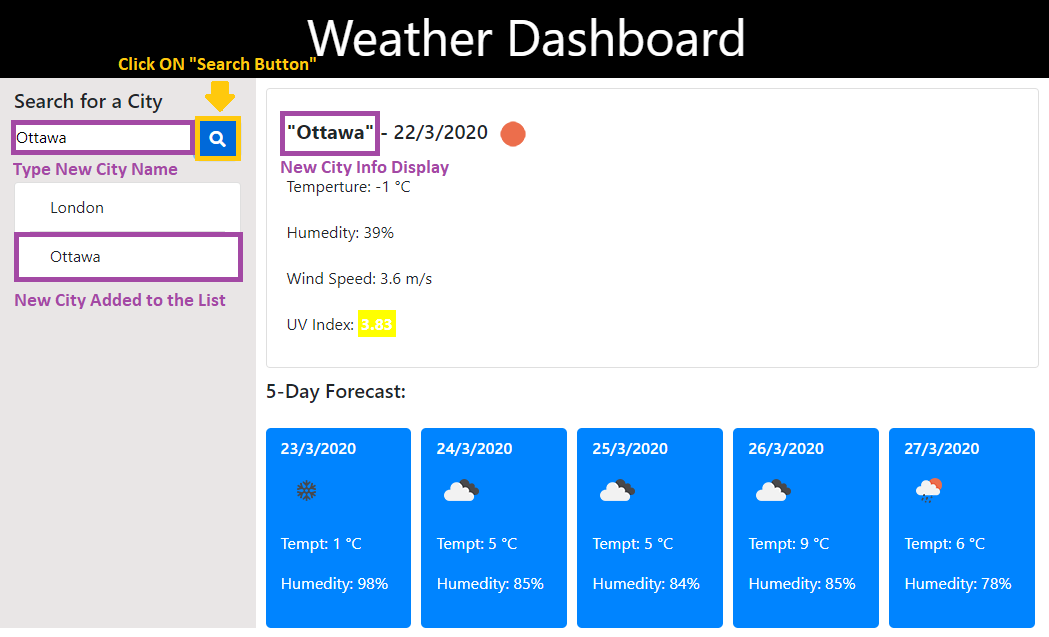 Weather Dashboard
Click ON "Search Button"
Search for a City
Ottawa
Type New City Name
London
Ottawa
New City Added to the List
"Ottawa" - 22/3/2020
New City Info Display
Temperture: -1 °C
Humedity: 39%
Wind Speed: 3.6 m/s
UV Index: 3.83
5-Day Forecast:
23/3/2020
Tempt: 1 °C
Humedity: 98%
24/3/2020
Tempt: 5 °C
Humedity: 85%
25/3/2020
Tempt: 5 °C
Humedity: 84%
26/3/2020
Tempt: 9 °C
Humedity: 85%
27/3/2020
Tempt: 6 °C
Humedity: 78%